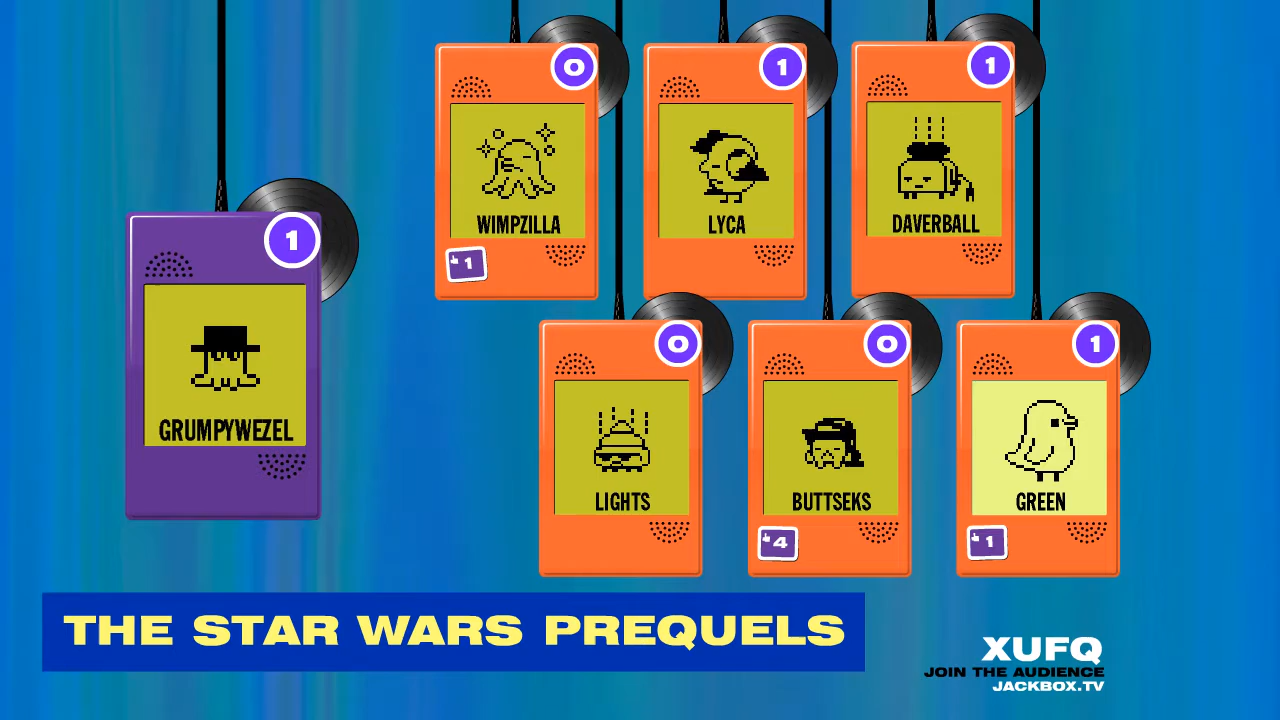 0
1
1
WIMPZILLA
LYCA
DAVERBALL
1
1
GRUMPYWEZEL
0
0
1
LIGHTS
BUTTSEKS
GREEN
4
1
THE STAR WARS PREQUELS
XUFQ
JOIN THE AUDIENCE
JACKBOX.TV